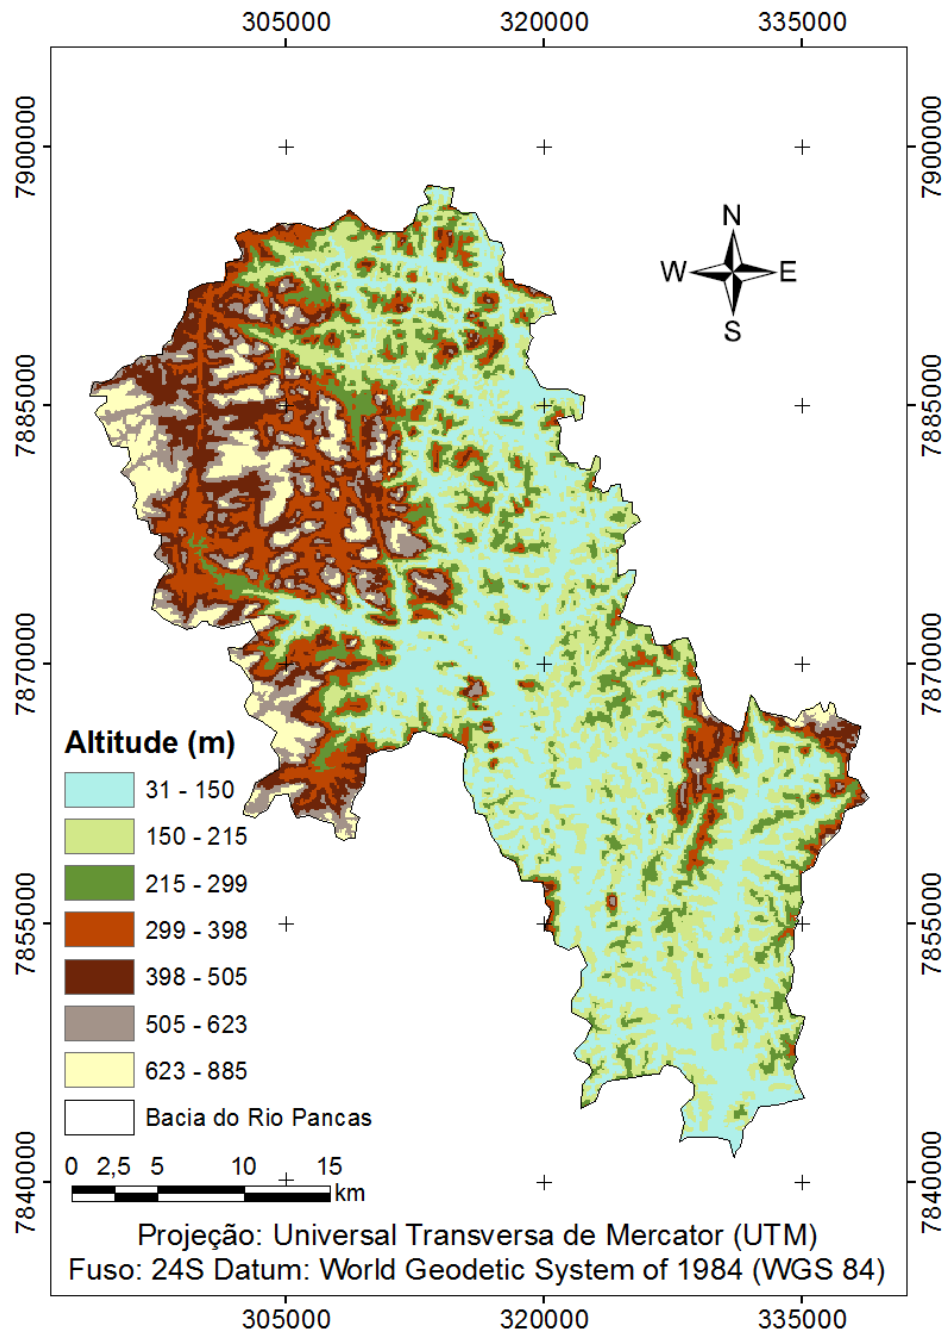 305000 320000 335000
7900000 7900000
N
W E
S
7885000 7885000
7870000 7870000
Altitude (m)
31 - 150
150 - 215
215 - 299
299 - 398
7855000 7855000
398 - 505
505 - 623
623 - 885
Bacia do Rio Pancas
0 2,5 5 10 15
km
7840000 7840000
Projeção: Universal Transversa de Mercator (UTM)
Fuso: 24S Datum: World Geodetic System of 1984 (WGS 84)
305000 320000 335000